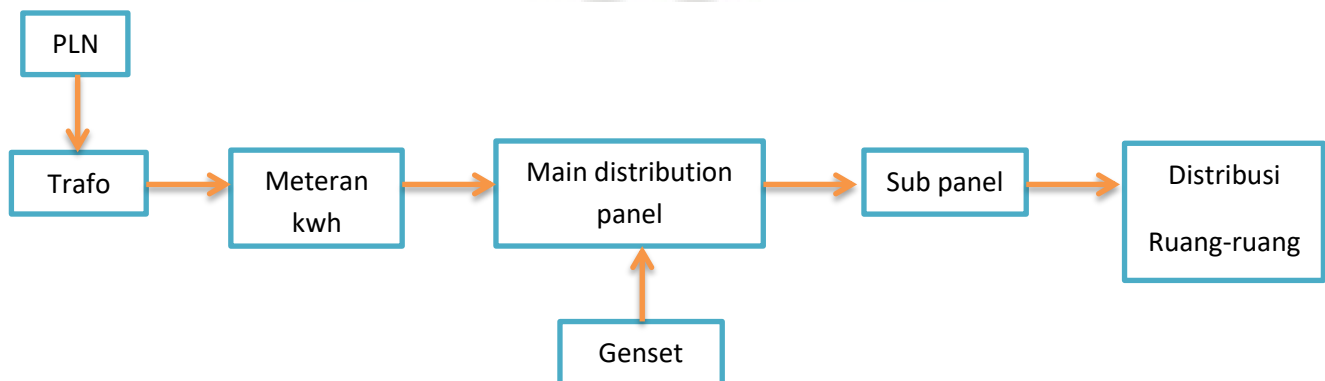 PLN
Trafo
Meteran
kwh
Main distribution
panel
Sub panel
Distribusi
Ruang-ruang
Genset